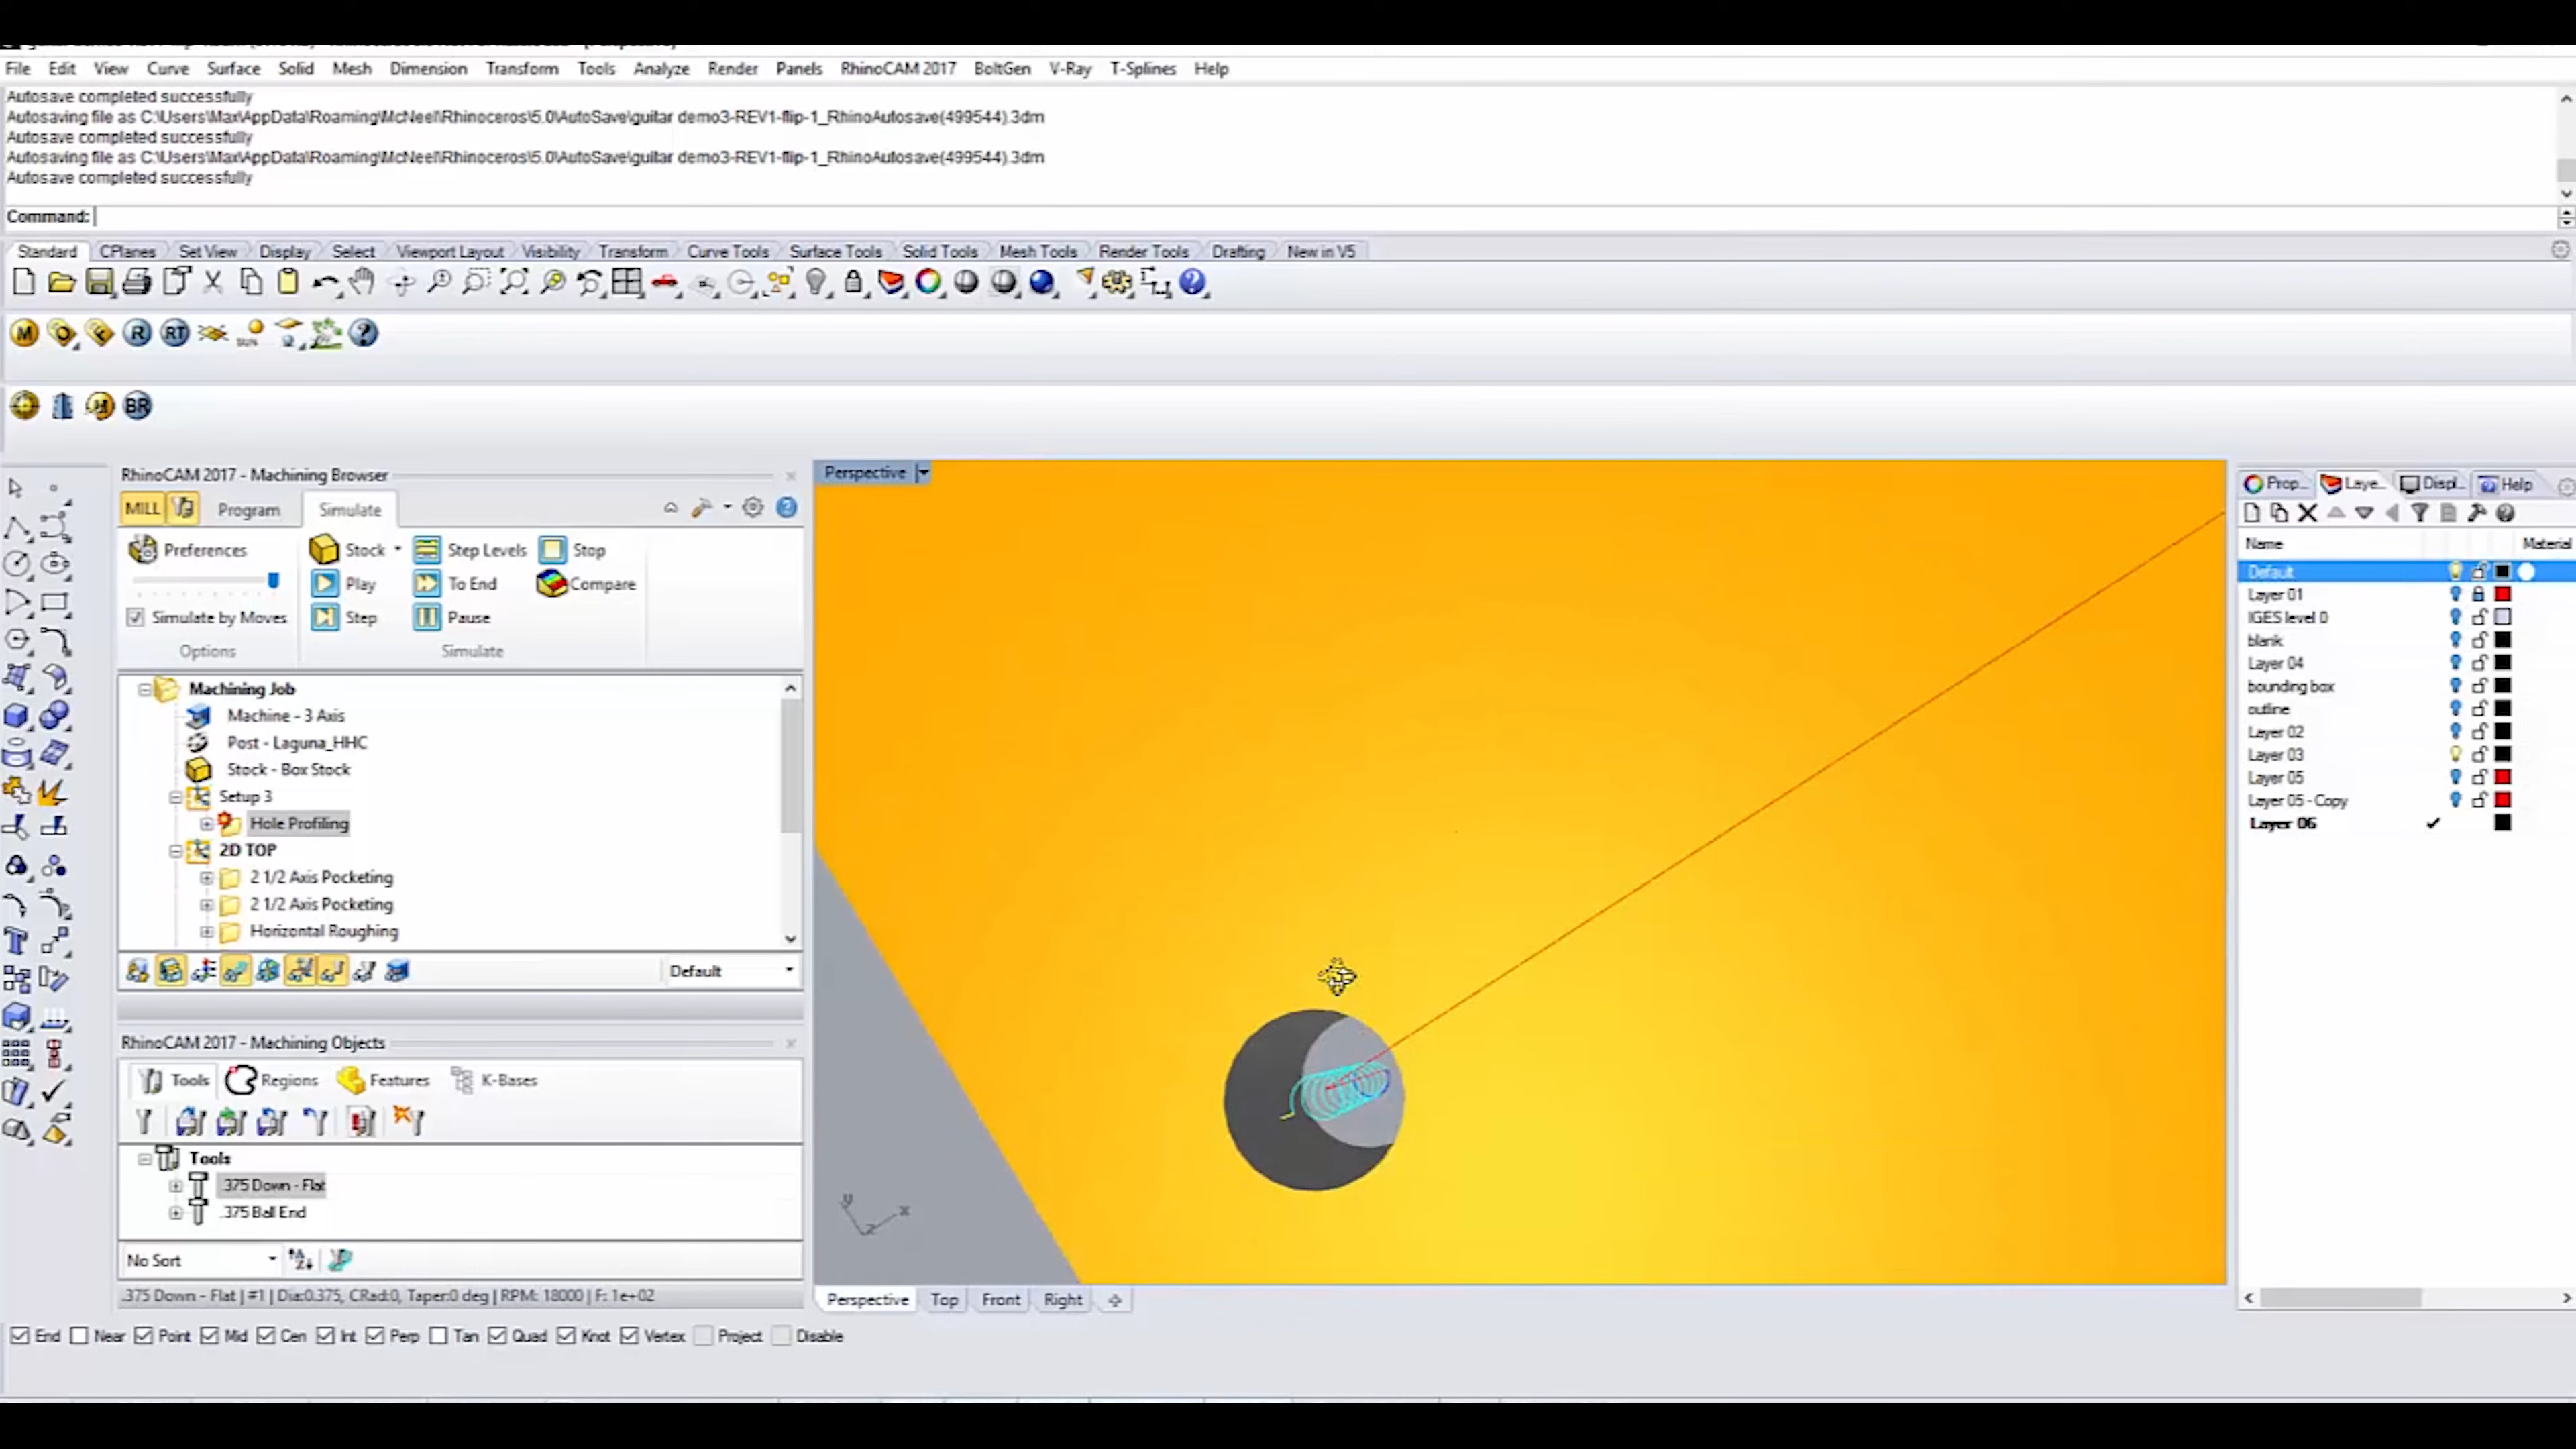 File Edit View Curve Surface Solid Mesh Dimension Transform Tools Analyze Render Panels RhinoCAM 2017 BoltGen V-Ray T-Splines Help
Autosave completed successfully
Autosaving file as C:\Users\Max\AppData\Roaming\McNeel\Rhinoceros\5.0\AutoSave\guitar demo3-REV1-flip-1_RhinoAutosave(499544).3dm
Autosave completed successfully
Autosaving file as C:\Users\Max\AppData\Roaming\McNeel\Rhinoceros\5.0\AutoSave\guitar demo3-REV1-flip-1_RhinoAutosave(499544).3dm
Autosave completed successfully
Command:
Standard CPlanes Set View Display Select Viewport Layout Visibility Transform Curve Tools Surface Tools Solid Tools Mesh Tools Render Tools Drafting New in V5
M O F R RT SUN
BR
RhinoCAM 2017 - Machining Browser
MILL Program Simulate
Preferences Stock Step Levels Stop
Play To End Compare
Simulate by Moves Step Pause
Options Simulate
Machining Job
Machine - 3 Axis
Post - Laguna_HHC
Stock - Box Stock
Setup 3
Hole Profiling
2D TOP
2 1/2 Axis Pocketing
2 1/2 Axis Pocketing
Horizontal Roughing
Default
RhinoCAM 2017 - Machining Objects
Tools Regions Features K-Bases
Tools
.375 Down - Flat
.375 Ball End
No Sort
.375 Down - Flat | #1 | Dia:0.375, CRad:0, Taper:0 deg | RPM: 18000 | F: 1e+02
Perspective
y x z
Perspective Top Front Right
Prop... Laye... Displ... Help
Name Material
Default
Layer 01
IGES level 0
blank
Layer 04
bounding box
outline
Layer 02
Layer 03
Layer 05
Layer 05 - Copy
Layer 06
End Near Point Mid Cen Int Perp Tan Quad Knot Vertex Project Disable